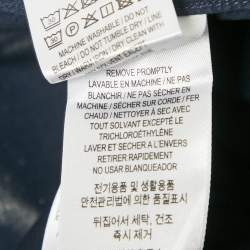 MACHINE WASHABLE / DO NOT
BLEACH / DO NOT TUMBLE DRY / LINE
DRY / WARM IRON / DRY CLEAN WITH
REMOVE PROMPTLY
LAVABLE EN MACHINE / NE PAS
BLANCHIR / NE PAS SÉCHER EN
MACHINE / SÉCHER SUR CORDE / FER
CHAUD / NETTOYER À SEC AVEC
TOUT SOLVANT EXCEPTÉ LE
TRICHLOROÉTHYLÈNE
LAVER ET SÉCHER A L'ENVERS
RETIRER RAPIDEMENT
NO USAR BLANQUEADOR
전기용품 및 생활용품
안전관리법에 의한 품질표시
뒤집어서 세탁, 건조
즉시 제거